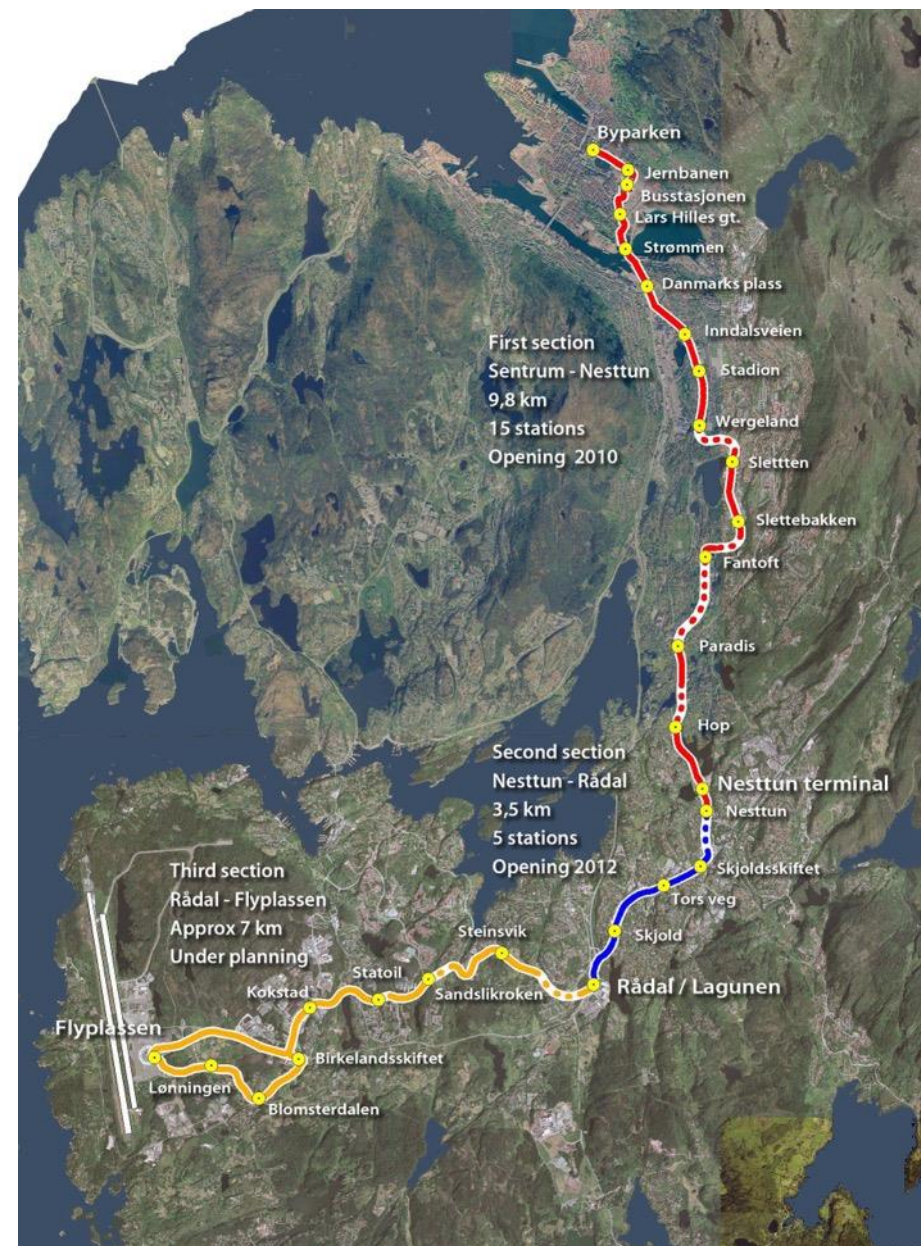 Byparken
Jernbanen
Busstasjonen
Lars Hilles gt.
Strømmen
Danmarks plass
Inndalsveien
First section
Sentrum - Nesttun
9,8 km
15 stations
Opening 2010
Stadion
Wergeland
Slettten
Slettebakken
Fantoft
Paradis
Hop
Second section
Nesttun - Rådal
3,5 km
5 stations
Opening 2012
Nesttun terminal
Nesttun
Skjoldsskiftet
Tors veg
Skjold
Rådal / Lagunen
Third section
Rådal - Flyplassen
Approx 7 km
Under planning
Steinsvik
Statoil
Sandslikroken
Kokstad
Flyplassen
Birkelandsskiftet
Lønningen
Blomsterdalen